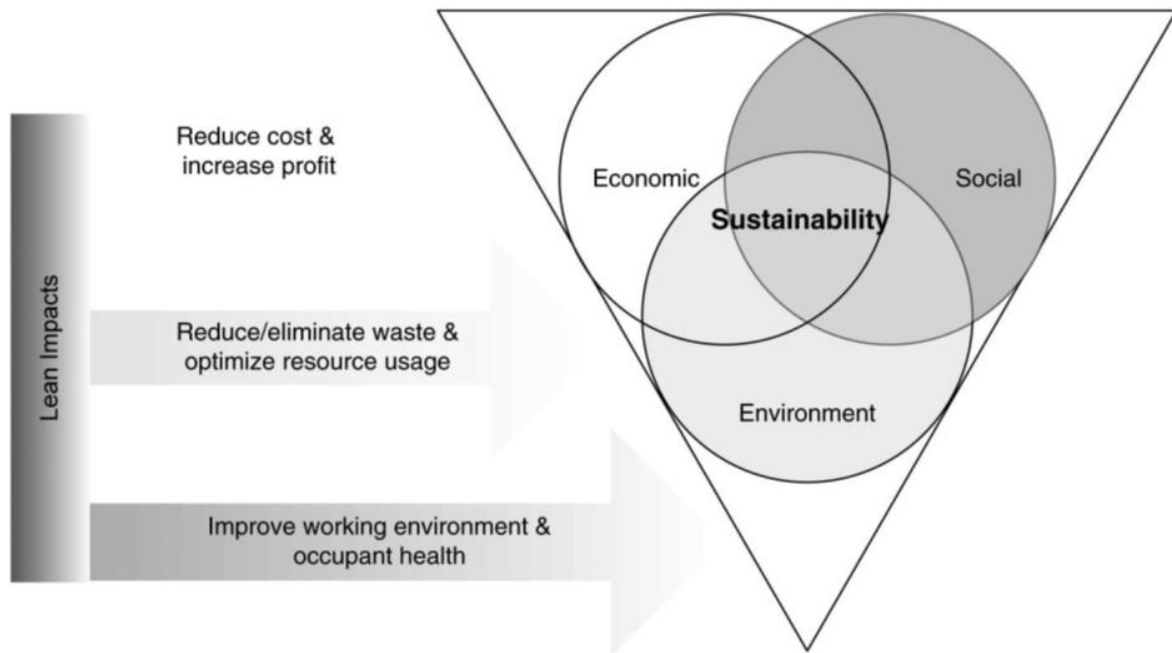 Lean Impacts
Reduce cost &
increase profit
Reduce/eliminate waste &
optimize resource usage
Improve working environment &
occupant health
Economic
Social
Sustainability
Environment